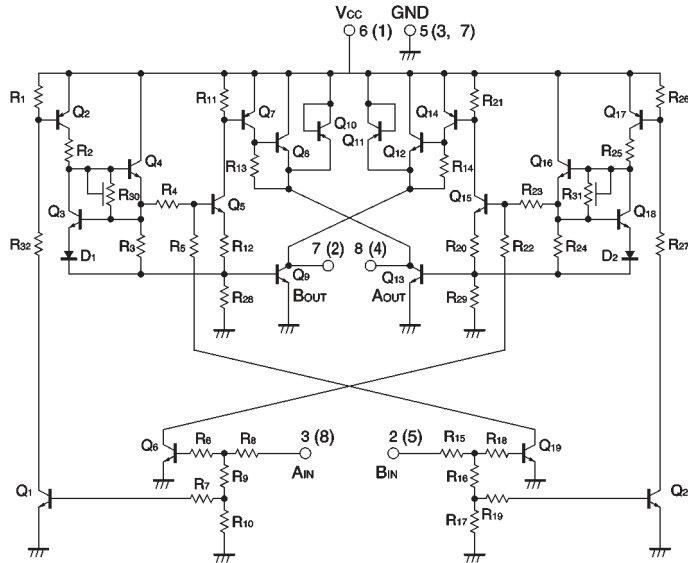 Vcc GND
6 (1) 5 (3, 7)
R1 Q2 R11 Q7 Q10 Q14 R21 Q17 R26
R2 Q4 Q8 Q11 Q12 Q16 R25
R13 R14
R30 R4 Q15 R23 R31
Q3 Q5 Q18
R32 R3 R5 R12 7 (2) 8 (4) R20 R22 R24 R27
D1 Q9 Q13 D2
R28 BOUT AOUT R29
Q6 R6 R8 3 (8) 2 (5) R15 R18 Q19
AIN BIN
R9 R16
Q1 R7 Q2
R10 R17 R19